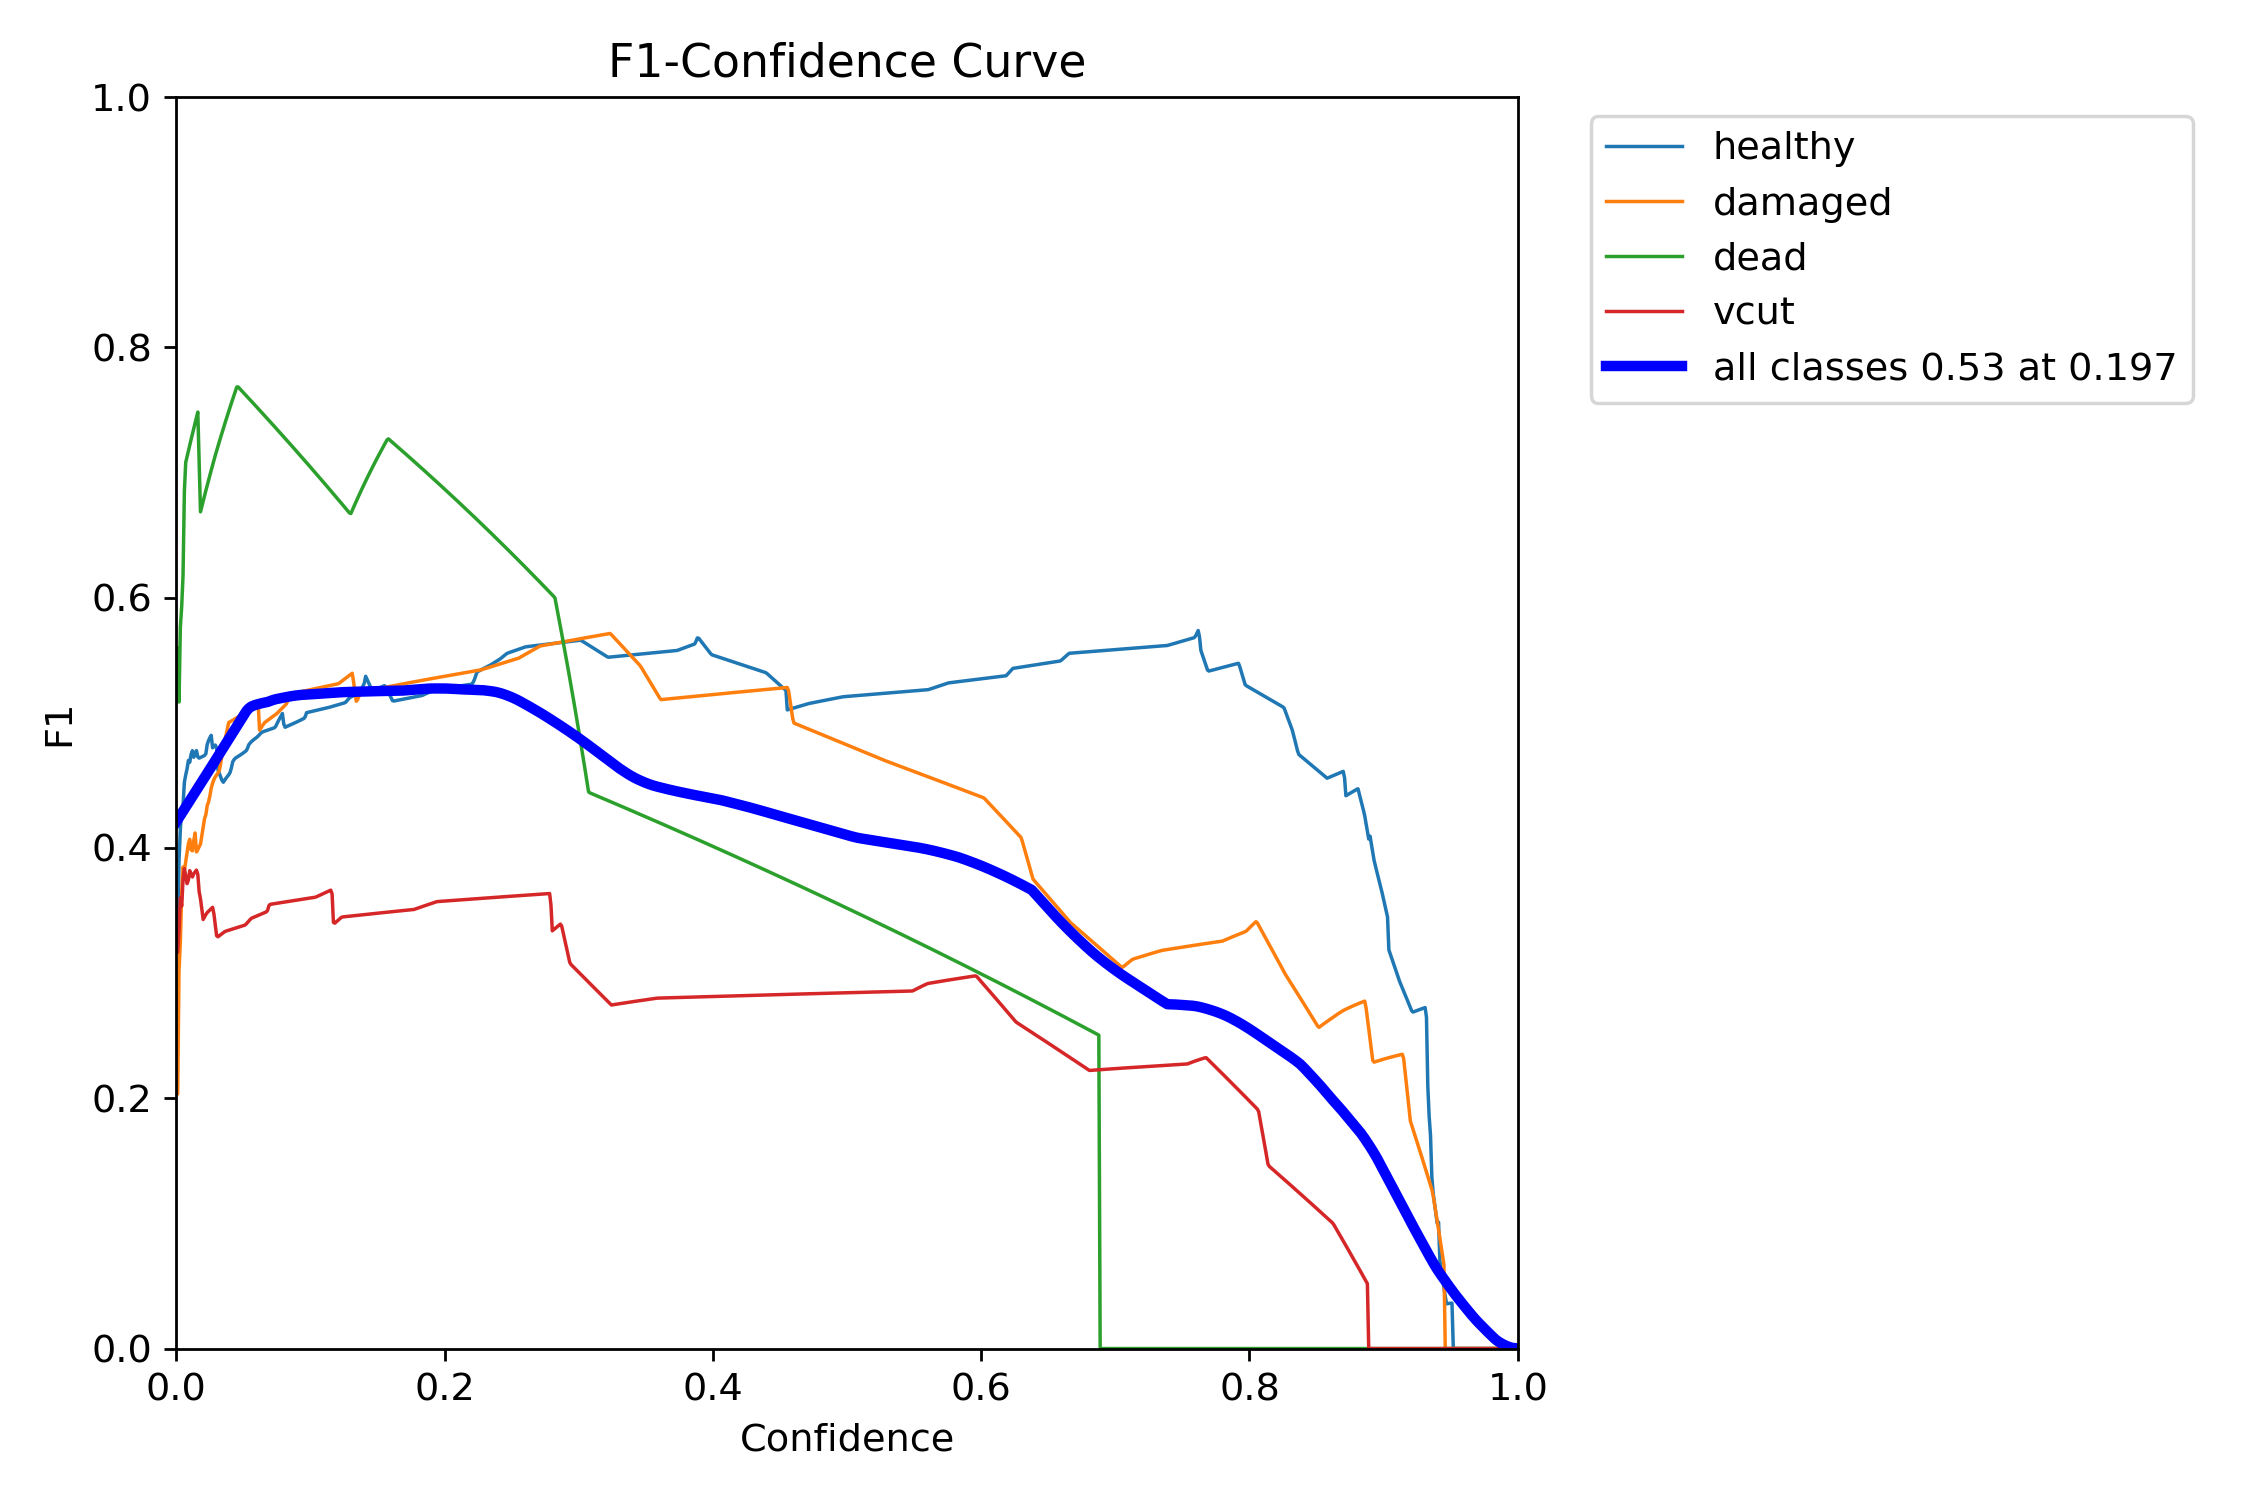 F1-Confidence Curve
1.0
0.8
0.6
0.4
0.2
0.0
F1
0.0 0.2 0.4 0.6 0.8 1.0
Confidence
healthy
damaged
dead
vcut
all classes 0.53 at 0.197